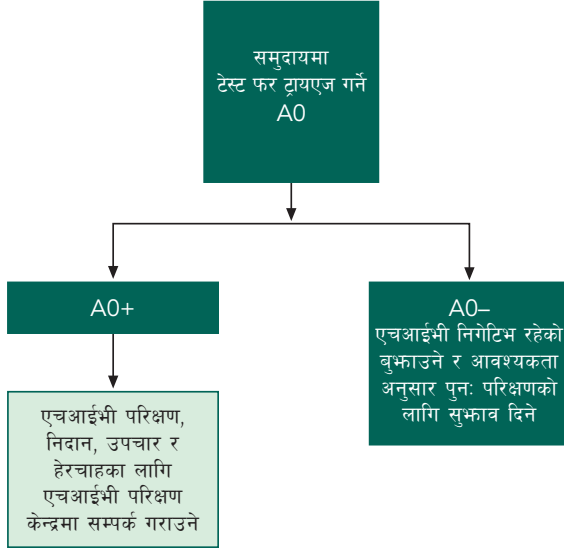 समुदायमा
टेस्ट फर ट्रायएज गर्ने
A0
A0+
A0–
एचआईभी निगेटिभ रहेको
बुझाउने र आवश्यकता
अनुसार पुन: परिक्षणको
लागि सुझाव दिने
एचआईभी परिक्षण,
निदान, उपचार र
हेरचाहका लागि
एचआईभी परिक्षण
केन्द्रमा सम्पर्क गराउने